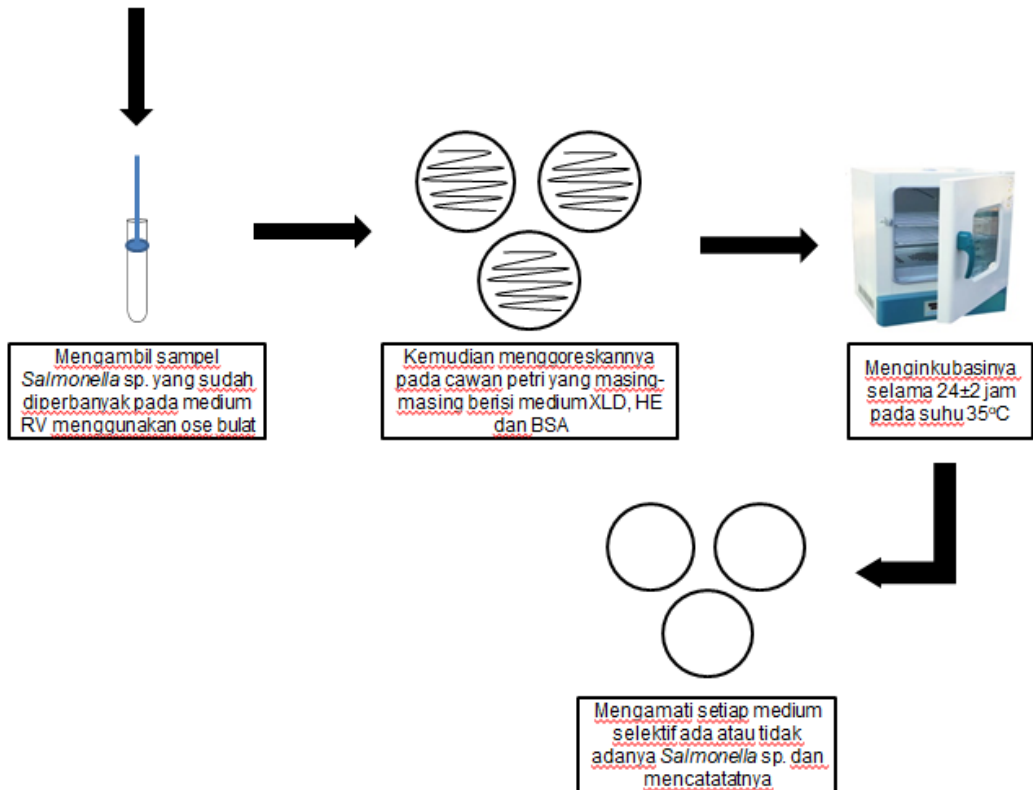 Mengambil sampel
Salmonella sp. yang sudah
diperbanyak pada medium
RV menggunakan ose bulat
Kemudian menggoreskannya
pada cawan petri yang masing-
masing berisi medium XLD, HE
dan BSA
Menginkubasinya
selama 24±2 jam
pada suhu 35°C
Mengamati setiap medium
selektif ada atau tidak
adanya Salmonella sp. dan
mencatatatnya